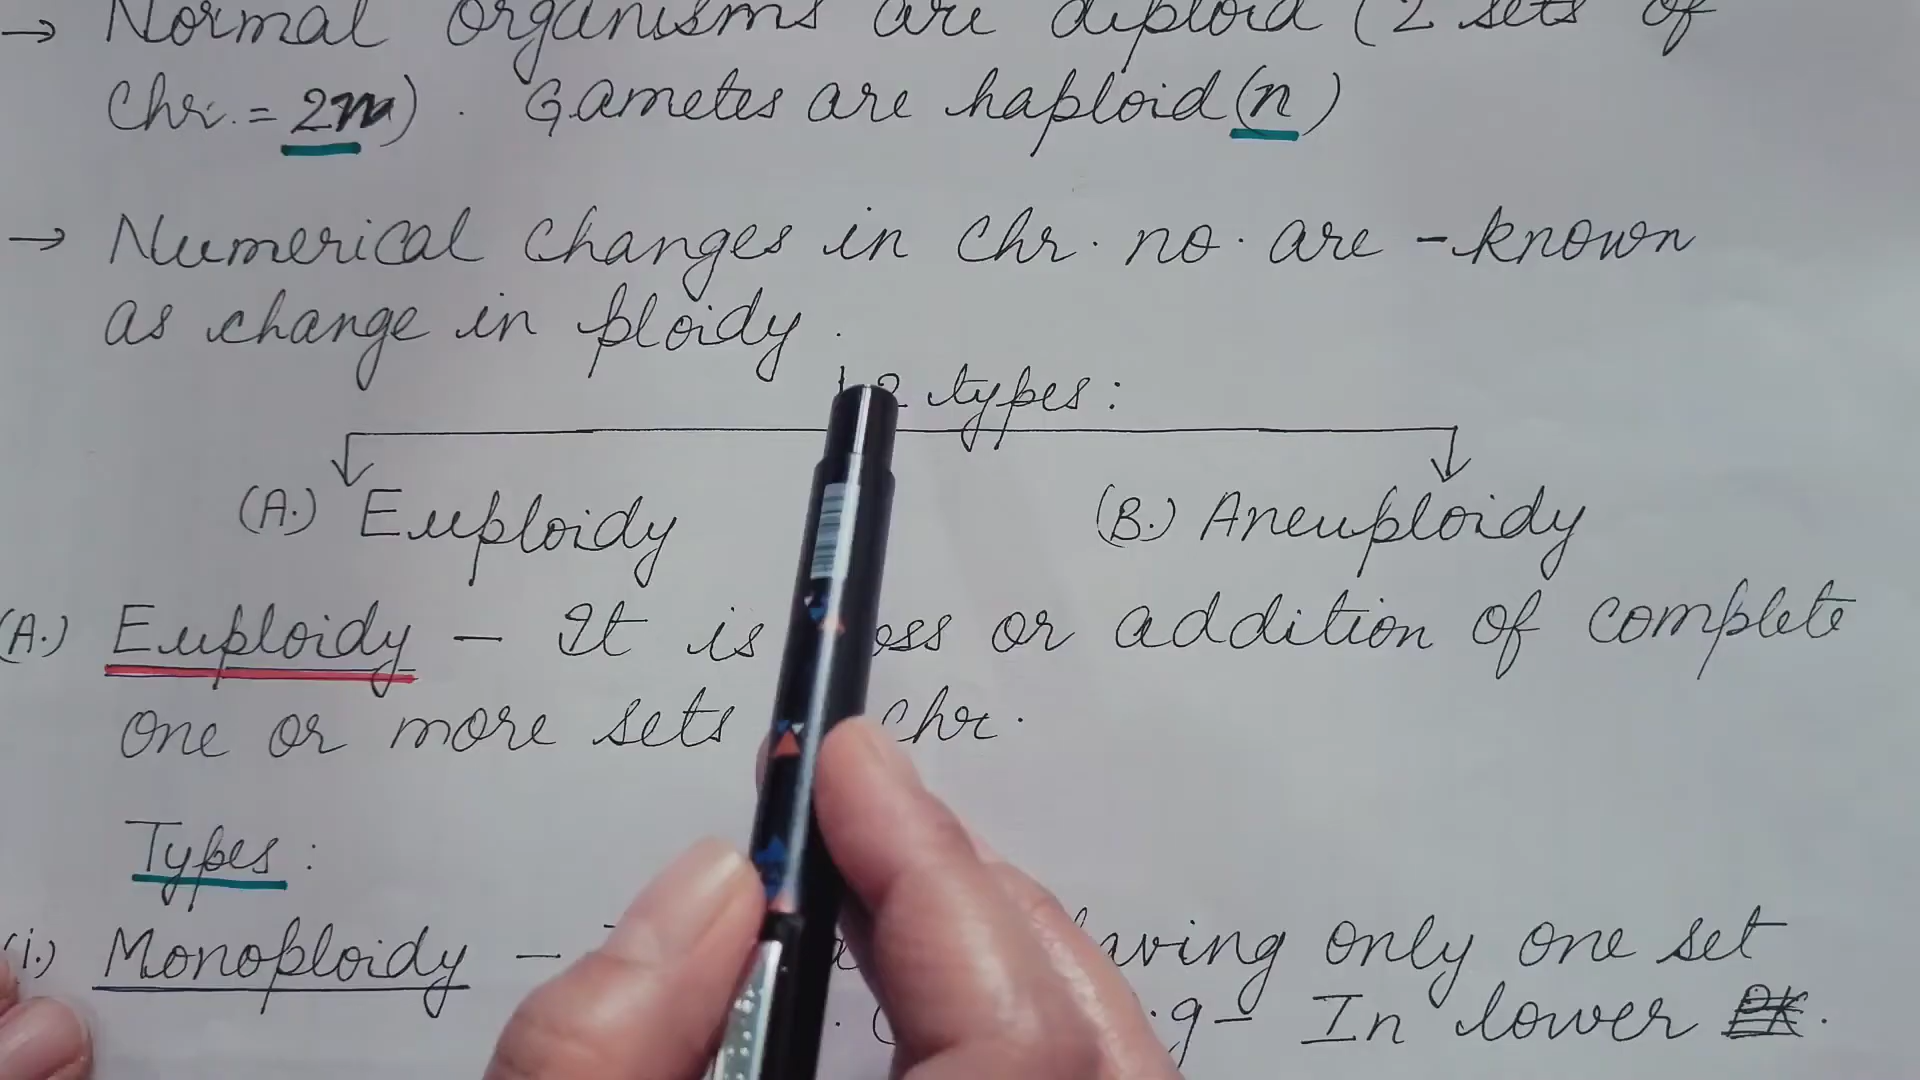 → Normal organisms are diploid (2 sets of
chr. = 2n). Gametes are haploid (n)
→ Numerical changes in chr. no. are - known
as change in ploidy.
2 types:
(A.) Euploidy (B.) Aneuploidy
(A.) Euploidy - It is or addition of complete
one or more sets chr.
Types:
(i.) Monoploidy - having only one set
In lower